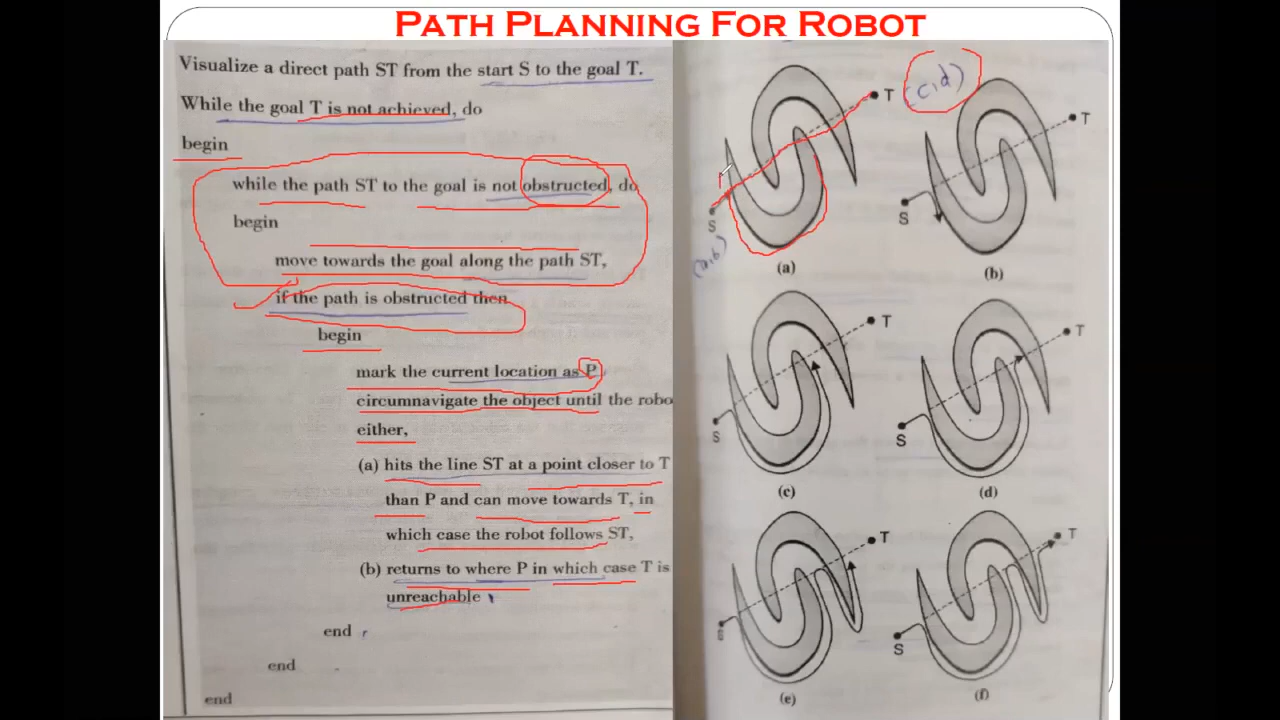 PATH PLANNING FOR ROBOT
Visualize a direct path ST from the start S to the goal T.
While the goal T is not achieved, do
begin
while the path ST to the goal is not obstructed, do
begin
move towards the goal along the path ST,
if the path is obstructed then
begin
mark the current location as P
circumnavigate the object until the robo
either,
(a) hits the line ST at a point closer to T
than P and can move towards T, in
which case the robot follows ST,
(b) returns to where P in which case T is
unreachable
end
end
end
T
S
(a,b)
(a)
(c,d)
T
S
(b)
T
S
(c)
T
S
(d)
T
S
(e)
T
S
(f)